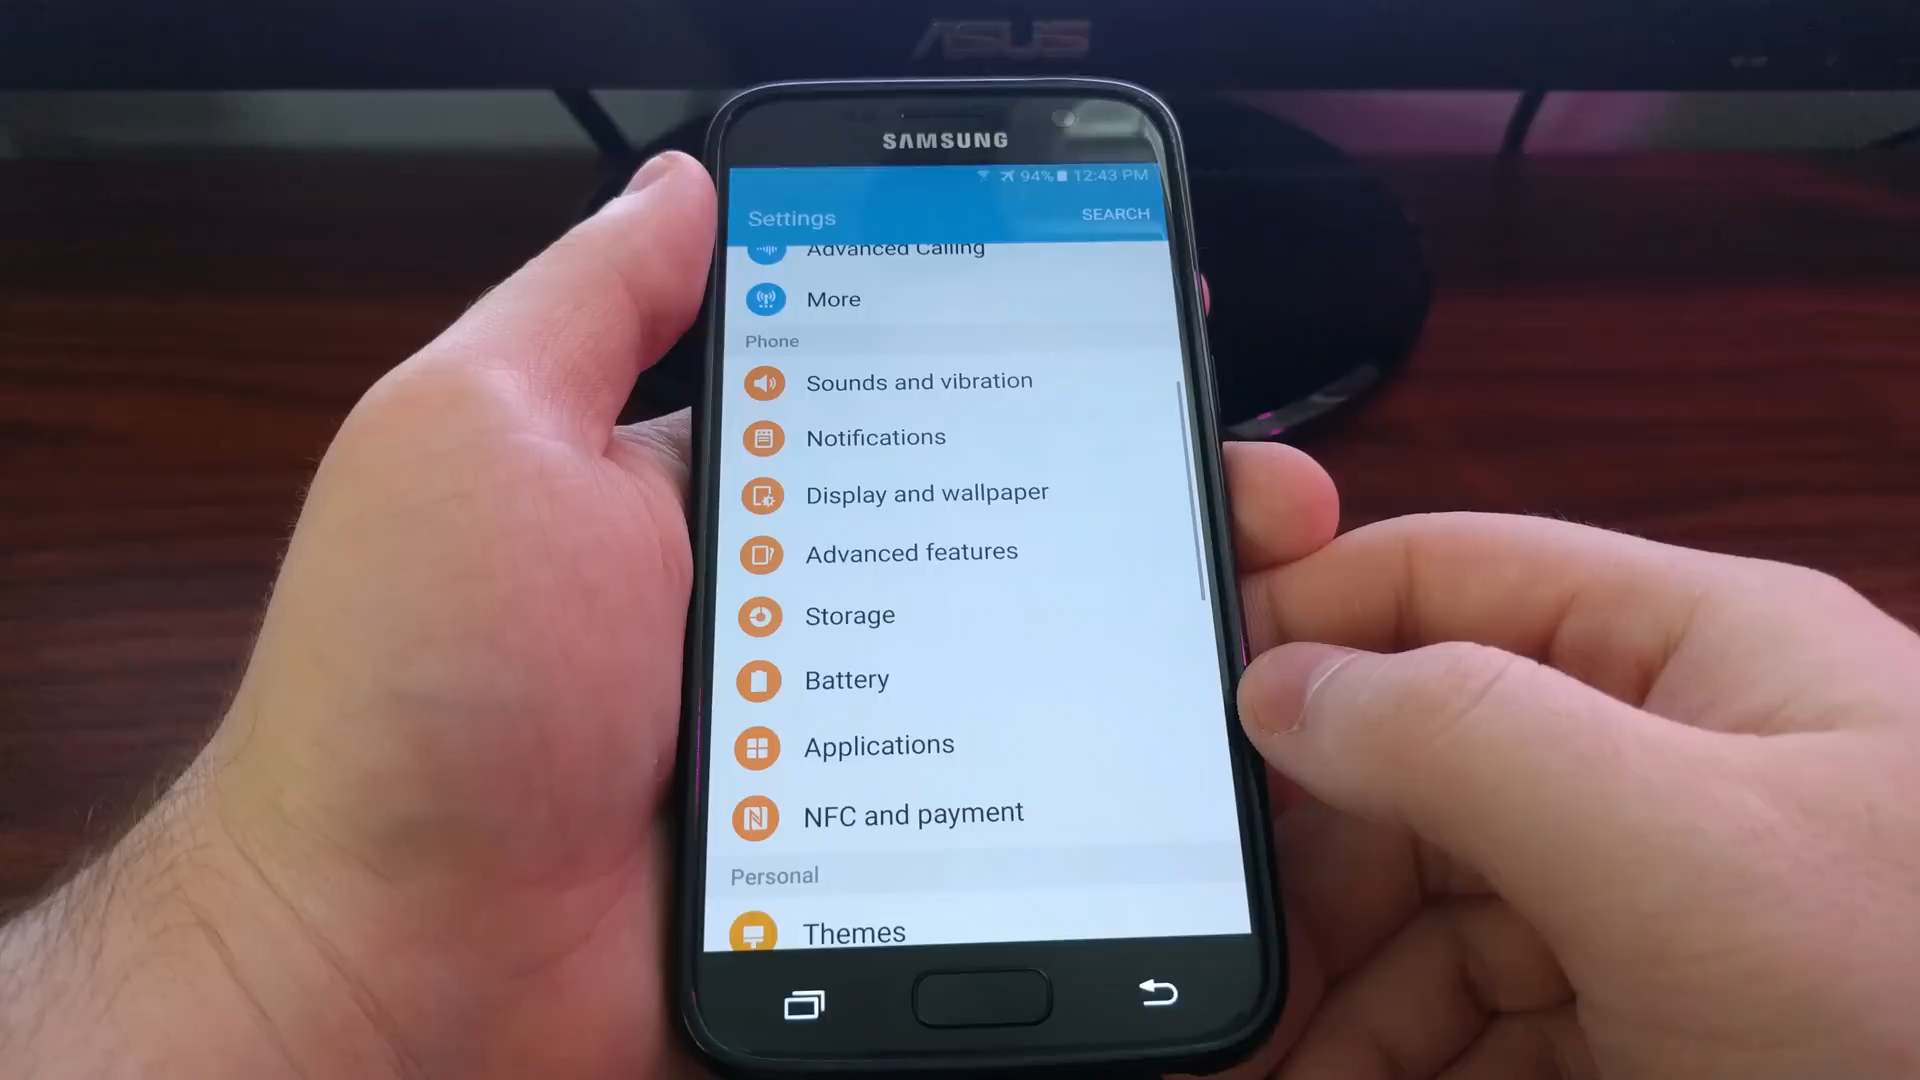 ASUS
SAMSUNG
94% 12:43 PM
Settings SEARCH
Advanced Calling
More
Phone
Sounds and vibration
Notifications
Display and wallpaper
Advanced features
Storage
Battery
Applications
NFC and payment
Personal
Themes